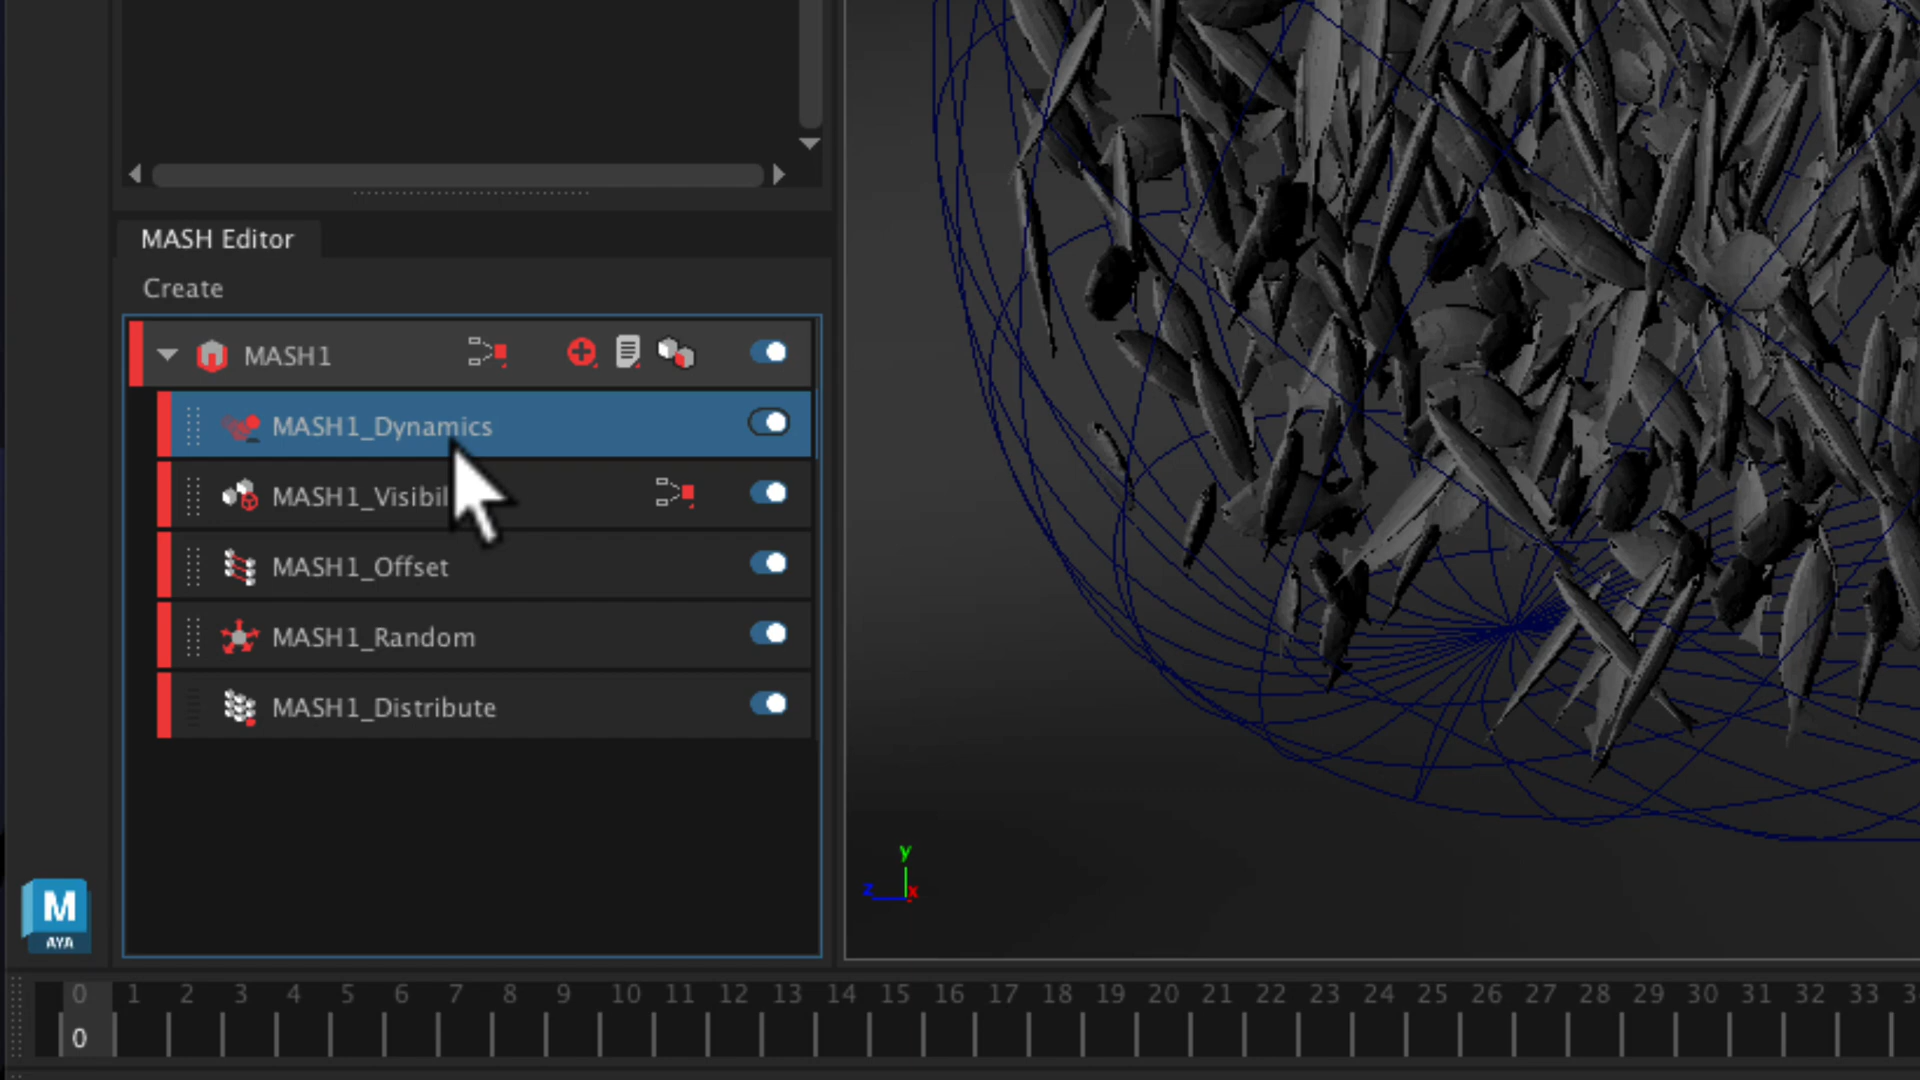 MASH Editor
Create
MASH1
MASH1_Dynamics
MASH1_Visibil
MASH1_Offset
MASH1_Random
MASH1_Distribute
y
z x
M
AYA
0 1 2 3 4 5 6 7 8 9 10 11 12 13 14 15 16 17 18 19 20 21 22 23 24 25 26 27 28 29 30 31 32 33 3
0